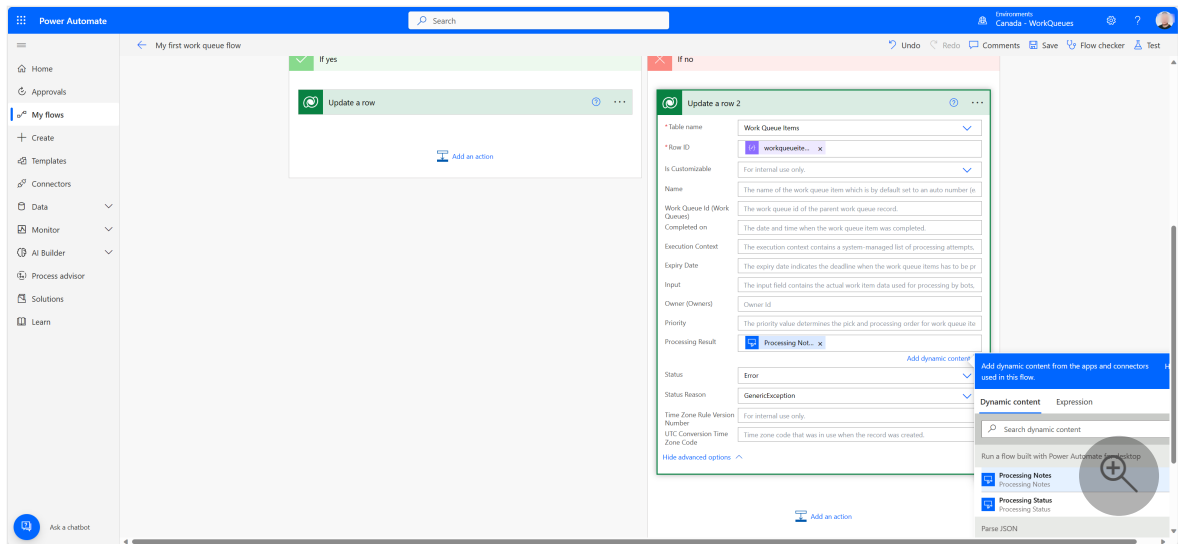 Power Automate
Search
Environments
Canada - WorkQueues
?
My first work queue flow
Undo
Redo
Comments
Save
Flow checker
Test
Home
Approvals
My flows
Create
Templates
Connectors
Data
Monitor
AI Builder
Process advisor
Solutions
Learn
Ask a chatbot
If yes
Update a row
Add an action
If no
Update a row 2
* Table name
Work Queue Items
* Row ID
workqueueite... x
Is Customizable
For internal use only.
Name
The name of the work queue item which is by default set to an auto number (e.
Work Queue Id (Work
Queues)
The work queue id of the parent work queue record.
Completed on
The date and time when the work queue item was completed.
Execution Context
The execution context contains a system-managed list of processing attempts,
Expiry Date
The expiry date indicates the deadline when the work queue items has to be pr
Input
The input field contains the actual work item data used for processing by bots,
Owner (Owners)
Owner Id
Priority
The priority value determines the pick and processing order for work queue ite
Processing Result
Processing Not... x
Add dynamic content
Status
Error
Status Reason
GenericException
Time Zone Rule Version
Number
For internal use only.
UTC Conversion Time
Zone Code
Time zone code that was in use when the record was created.
Hide advanced options
Add an action
Add dynamic content from the apps and connectors
used in this flow.
H
Dynamic content
Expression
Search dynamic content
Run a flow built with Power Automate for desktop
Processing Notes
Processing Notes
Processing Status
Processing Status
Parse JSON